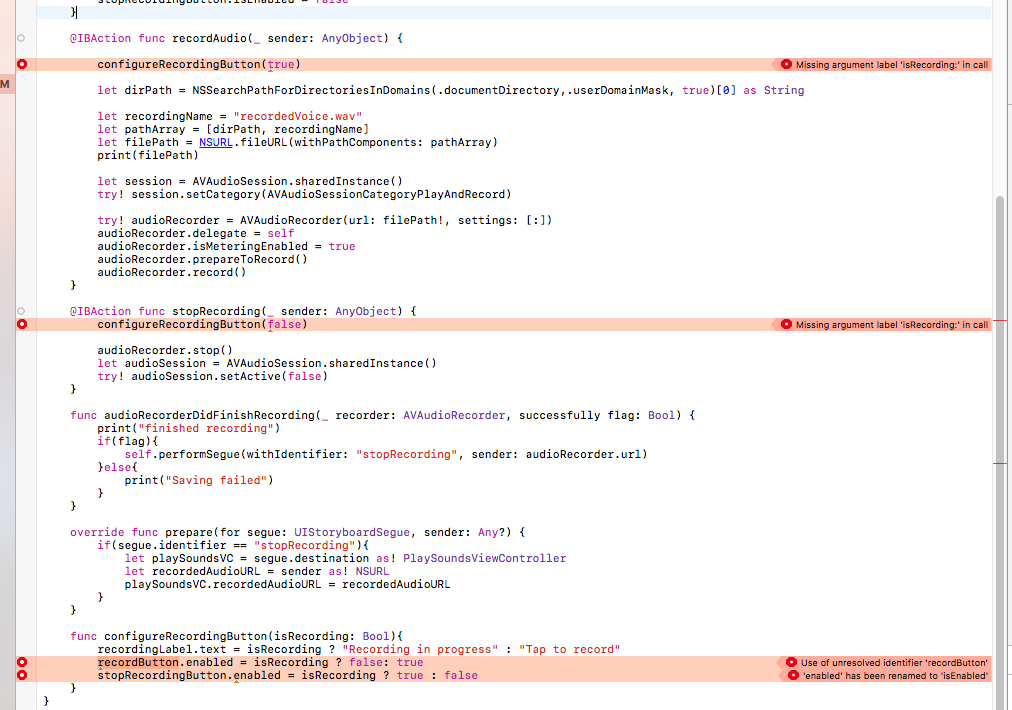 stopRecordingButton.isEnabled = false
}
@IBAction func recordAudio(_ sender: AnyObject) {
configureRecordingButton(true)
Missing argument label 'isRecording:' in call
M
let dirPath = NSSearchPathForDirectoriesInDomains(.documentDirectory,.userDomainMask, true)[0] as String
let recordingName = "recordedVoice.wav"
let pathArray = [dirPath, recordingName]
let filePath = NSURL.fileURL(withPathComponents: pathArray)
print(filePath)
let session = AVAudioSession.sharedInstance()
try! session.setCategory(AVAudioSessionCategoryPlayAndRecord)
try! audioRecorder = AVAudioRecorder(url: filePath!, settings: [:])
audioRecorder.delegate = self
audioRecorder.isMeteringEnabled = true
audioRecorder.prepareToRecord()
audioRecorder.record()
}
@IBAction func stopRecording(_ sender: AnyObject) {
configureRecordingButton(false)
Missing argument label 'isRecording:' in call
audioRecorder.stop()
let audioSession = AVAudioSession.sharedInstance()
try! audioSession.setActive(false)
}
func audioRecorderDidFinishRecording(_ recorder: AVAudioRecorder, successfully flag: Bool) {
print("finished recording")
if(flag){
self.performSegue(withIdentifier: "stopRecording", sender: audioRecorder.url)
}else{
print("Saving failed")
}
}
override func prepare(for segue: UIStoryboardSegue, sender: Any?) {
if(segue.identifier == "stopRecording"){
let playSoundsVC = segue.destination as! PlaySoundsViewController
let recordedAudioURL = sender as! NSURL
playSoundsVC.recordedAudioURL = recordedAudioURL
}
}
func configureRecordingButton(isRecording: Bool){
recordingLabel.text = isRecording ? "Recording in progress" : "Tap to record"
recordButton.enabled = isRecording ? false: true
Use of unresolved identifier 'recordButton'
stopRecordingButton.enabled = isRecording ? true : false
'enabled' has been renamed to 'isEnabled'
}
}